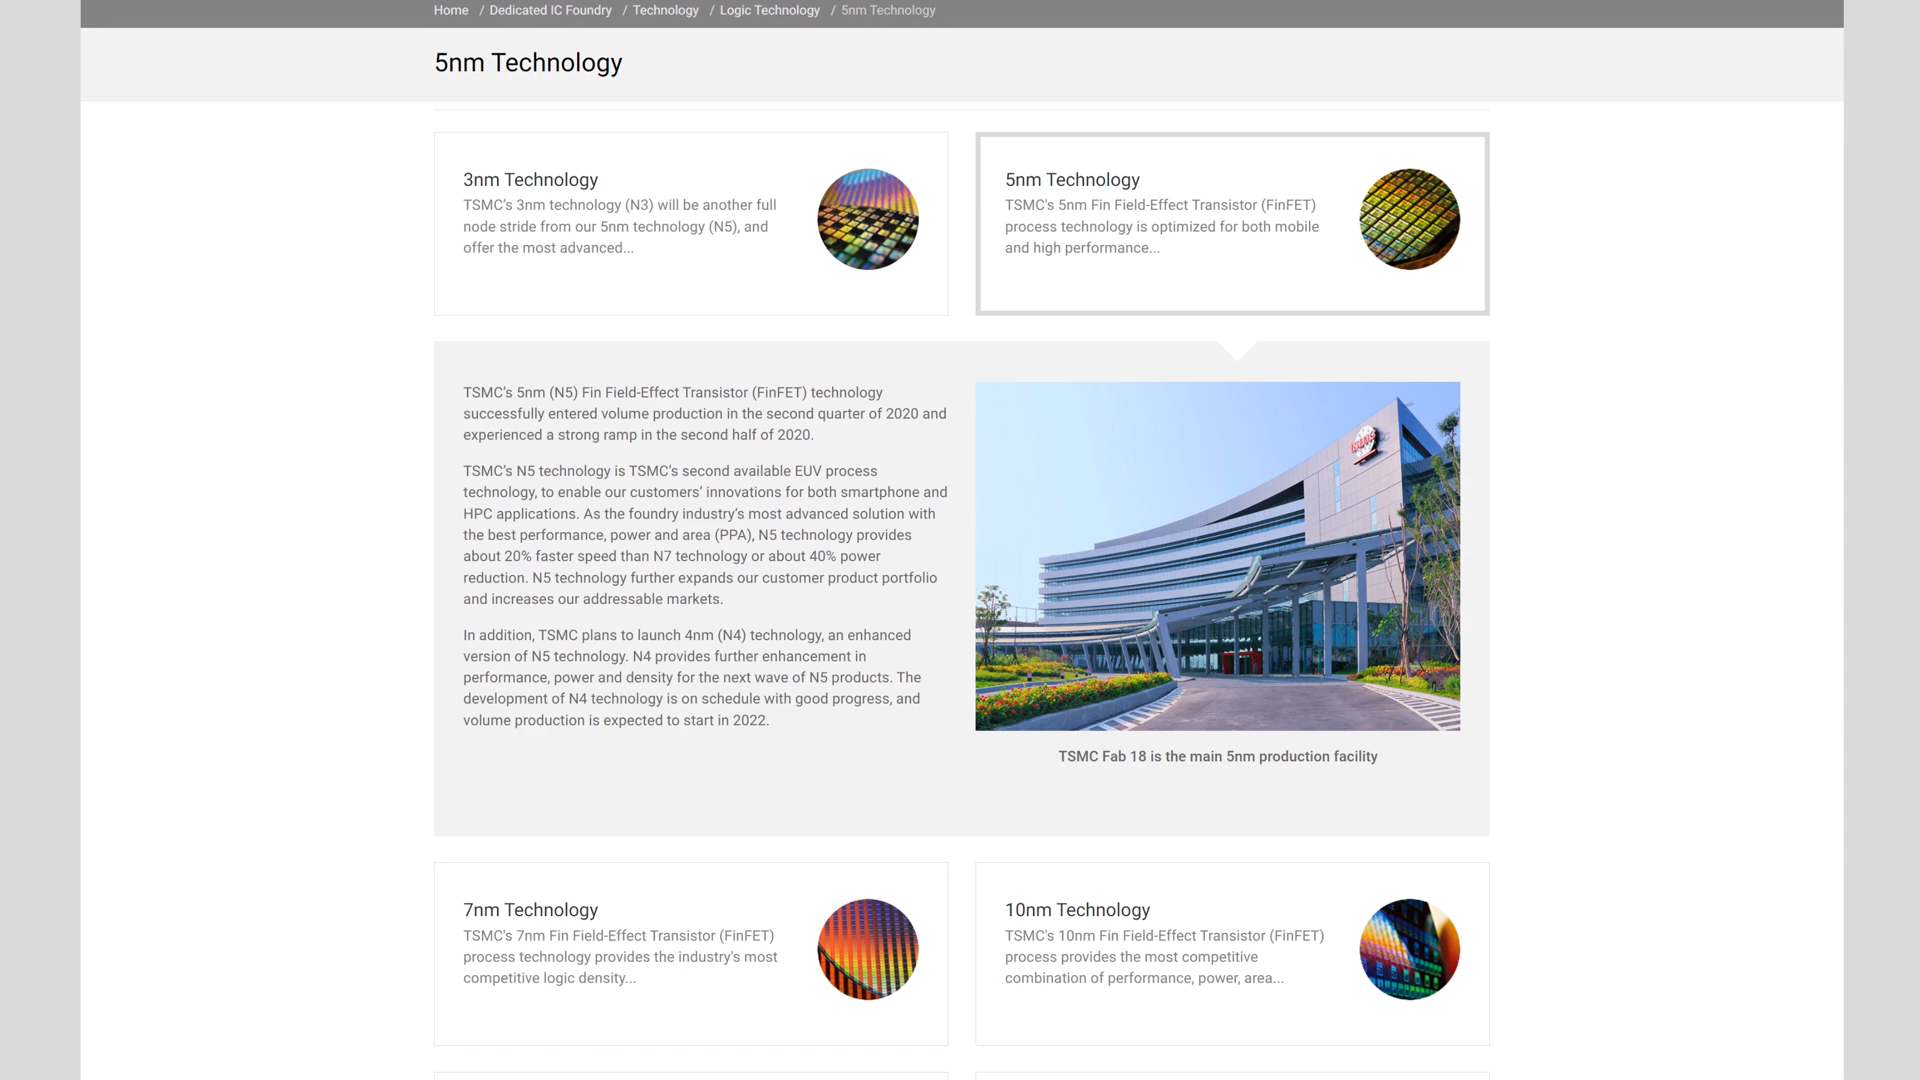 Home / Dedicated IC Foundry / Technology / Logic Technology / 5nm Technology
5nm Technology
3nm Technology
TSMC's 3nm technology (N3) will be another full
node stride from our 5nm technology (N5), and
offer the most advanced...
5nm Technology
TSMC's 5nm Fin Field-Effect Transistor (FinFET)
process technology is optimized for both mobile
and high performance...
TSMC’s 5nm (N5) Fin Field-Effect Transistor (FinFET) technology
successfully entered volume production in the second quarter of 2020 and
experienced a strong ramp in the second half of 2020.
TSMC’s N5 technology is TSMC’s second available EUV process
technology, to enable our customers’ innovations for both smartphone and
HPC applications. As the foundry industry’s most advanced solution with
the best performance, power and area (PPA), N5 technology provides
about 20% faster speed than N7 technology or about 40% power
reduction. N5 technology further expands our customer product portfolio
and increases our addressable markets.
In addition, TSMC plans to launch 4nm (N4) technology, an enhanced
version of N5 technology. N4 provides further enhancement in
performance, power and density for the next wave of N5 products. The
development of N4 technology is on schedule with good progress, and
volume production is expected to start in 2022.
TSMC Fab 18 is the main 5nm production facility
7nm Technology
TSMC's 7nm Fin Field-Effect Transistor (FinFET)
process technology provides the industry's most
competitive logic density...
10nm Technology
TSMC's 10nm Fin Field-Effect Transistor (FinFET)
process provides the most competitive
combination of performance, power, area...